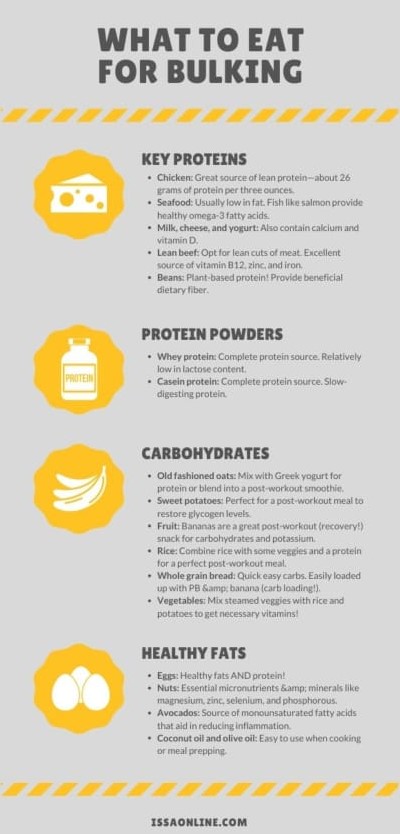 WHAT TO EAT
FOR BULKING
KEY PROTEINS
• Chicken: Great source of lean protein—about 26
grams of protein per three ounces.
• Seafood: Usually low in fat. Fish like salmon provide
healthy omega-3 fatty acids.
• Milk, cheese, and yogurt: Also contain calcium and
vitamin D.
• Lean beef: Opt for lean cuts of meat. Excellent
source of vitamin B12, zinc, and iron.
• Beans: Plant-based protein! Provide beneficial
dietary fiber.
PROTEIN
PROTEIN POWDERS
• Whey protein: Complete protein source. Relatively
low in lactose content.
• Casein protein: Complete protein source. Slow-
digesting protein.
CARBOHYDRATES
• Old fashioned oats: Mix with Greek yogurt for
protein or blend into a post-workout smoothie.
• Sweet potatoes: Perfect for a post-workout meal to
restore glycogen levels.
• Fruit: Bananas are a great post-workout (recovery!)
snack for carbohydrates and potassium.
• Rice: Combine rice with some veggies and a protein
for a perfect post-workout meal.
• Whole grain bread: Quick easy carbs. Easily loaded
up with PB &amp; banana (carb loading!).
• Vegetables: Mix steamed veggies with rice and
potatoes to get necessary vitamins!
HEALTHY FATS
• Eggs: Healthy fats AND protein!
• Nuts: Essential micronutrients &amp; minerals like
magnesium, zinc, selenium, and phosphorous.
• Avocados: Source of monounsaturated fatty acids
that aid in reducing inflammation.
• Coconut oil and olive oil: Easy to use when cooking
or meal prepping.
ISSAONLINE.COM